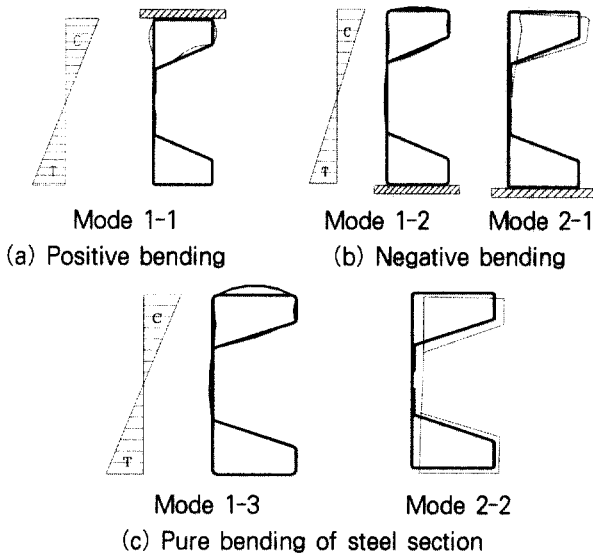 C
T
Mode 1-1
(a) Positive bending
C
T
Mode 1-2
Mode 2-1
(b) Negative bending
C
T
Mode 1-3
Mode 2-2
(c) Pure bending of steel section